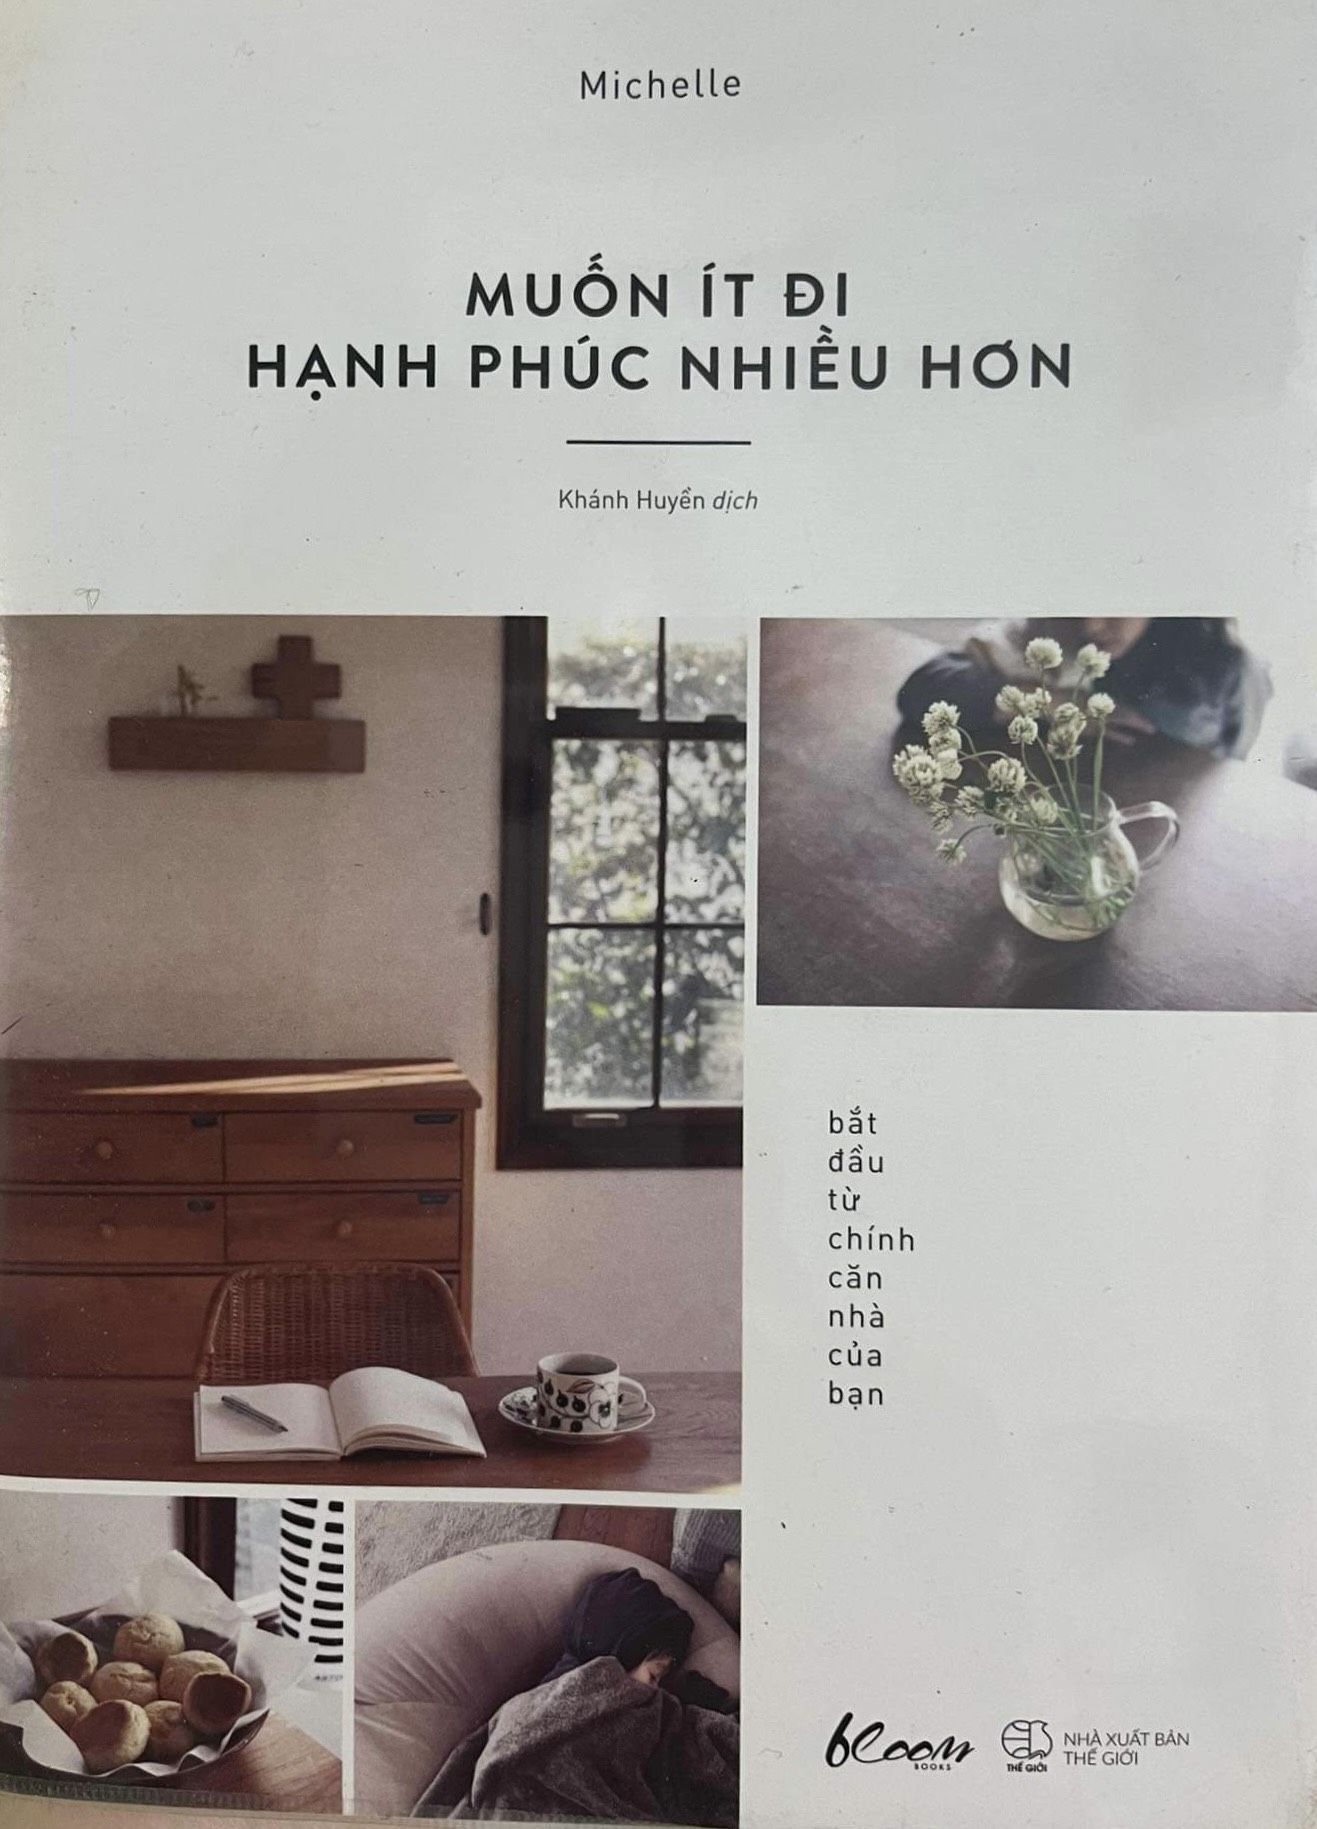 Michelle
MUỐN ÍT ĐI
HẠNH PHÚC NHIỀU HƠN
Khánh Huyền dịch
bắt
đầu
từ
chính
căn
nhà
của
bạn
bloom
BOOKS
THẾ GIỚI
NHÀ XUẤT BẢN
THẾ GIỚI